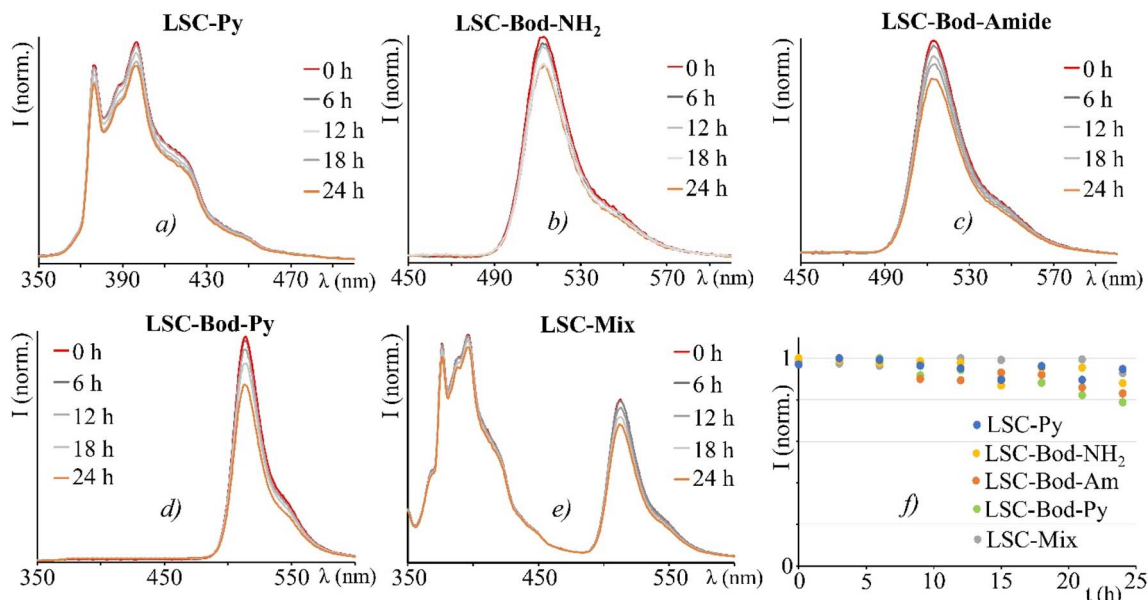 LSC-Py
I (norm.)
0 h
6 h
12 h
18 h
24 h
a)
350 390 430 470
λ (nm)
LSC-Bod-NH₂
I (norm.)
0 h
6 h
12 h
18 h
24 h
b)
450 490 530 570
λ (nm)
LSC-Bod-Amide
I (norm.)
0 h
6 h
12 h
18 h
24 h
c)
450 490 530 570
λ (nm)
LSC-Bod-Py
I (norm.)
0 h
6 h
12 h
18 h
24 h
d)
350 450 550
λ (nm)
LSC-Mix
I (norm.)
0 h
6 h
12 h
18 h
24 h
e)
350 450 550
λ (nm)
1
I (norm.)
LSC-Py
LSC-Bod-NH₂
LSC-Bod-Am
LSC-Bod-Py
LSC-Mix
f)
0
0 5 10 15 20 25
t (h)